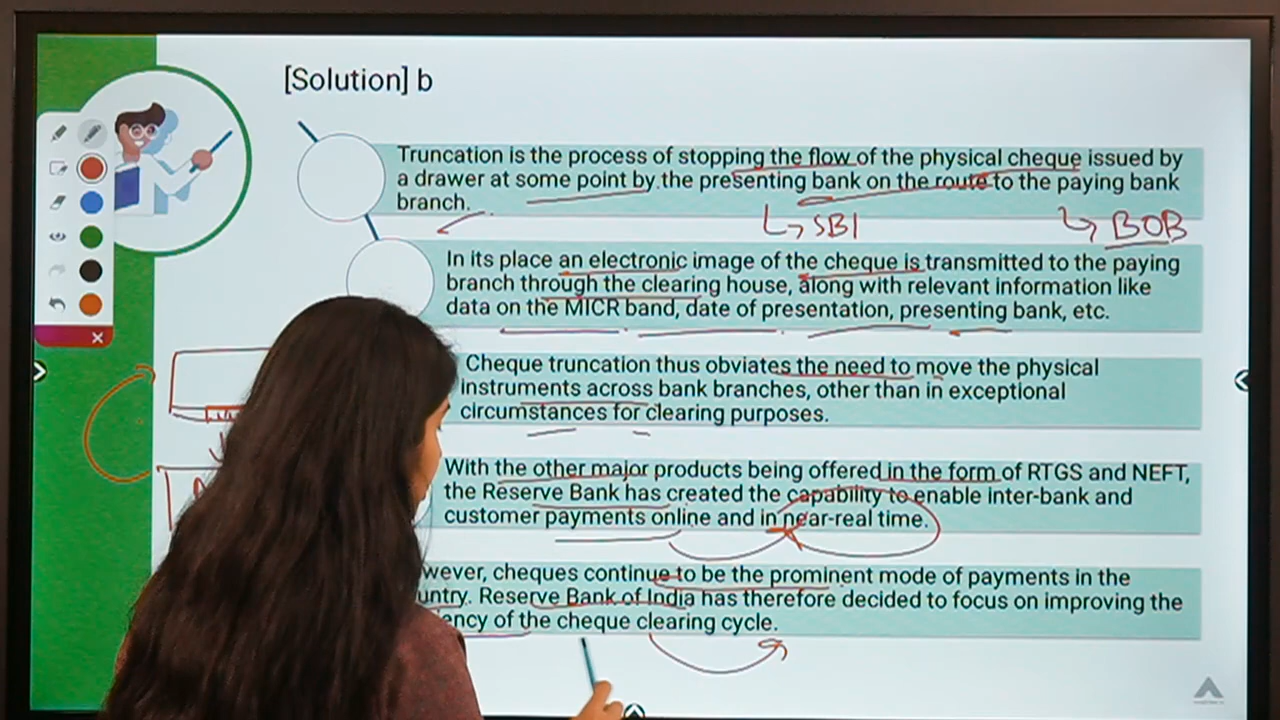 [Solution] b
Truncation is the process of stopping the flow of the physical cheque issued by
a drawer at some point by the presenting bank on the route to the paying bank
branch.
SBI BOB
In its place an electronic image of the cheque is transmitted to the paying
branch through the clearing house, along with relevant information like
data on the MICR band, date of presentation, presenting bank, etc.
Cheque truncation thus obviates the need to move the physical
instruments across bank branches, other than in exceptional
circumstances for clearing purposes.
With the other major products being offered in the form of RTGS and NEFT,
the Reserve Bank has created the capability to enable inter-bank and
customer payments online and in near-real time.
wever, cheques continue to be the prominent mode of payments in the
untry. Reserve Bank of India has therefore decided to focus on improving the
ency of the cheque clearing cycle.